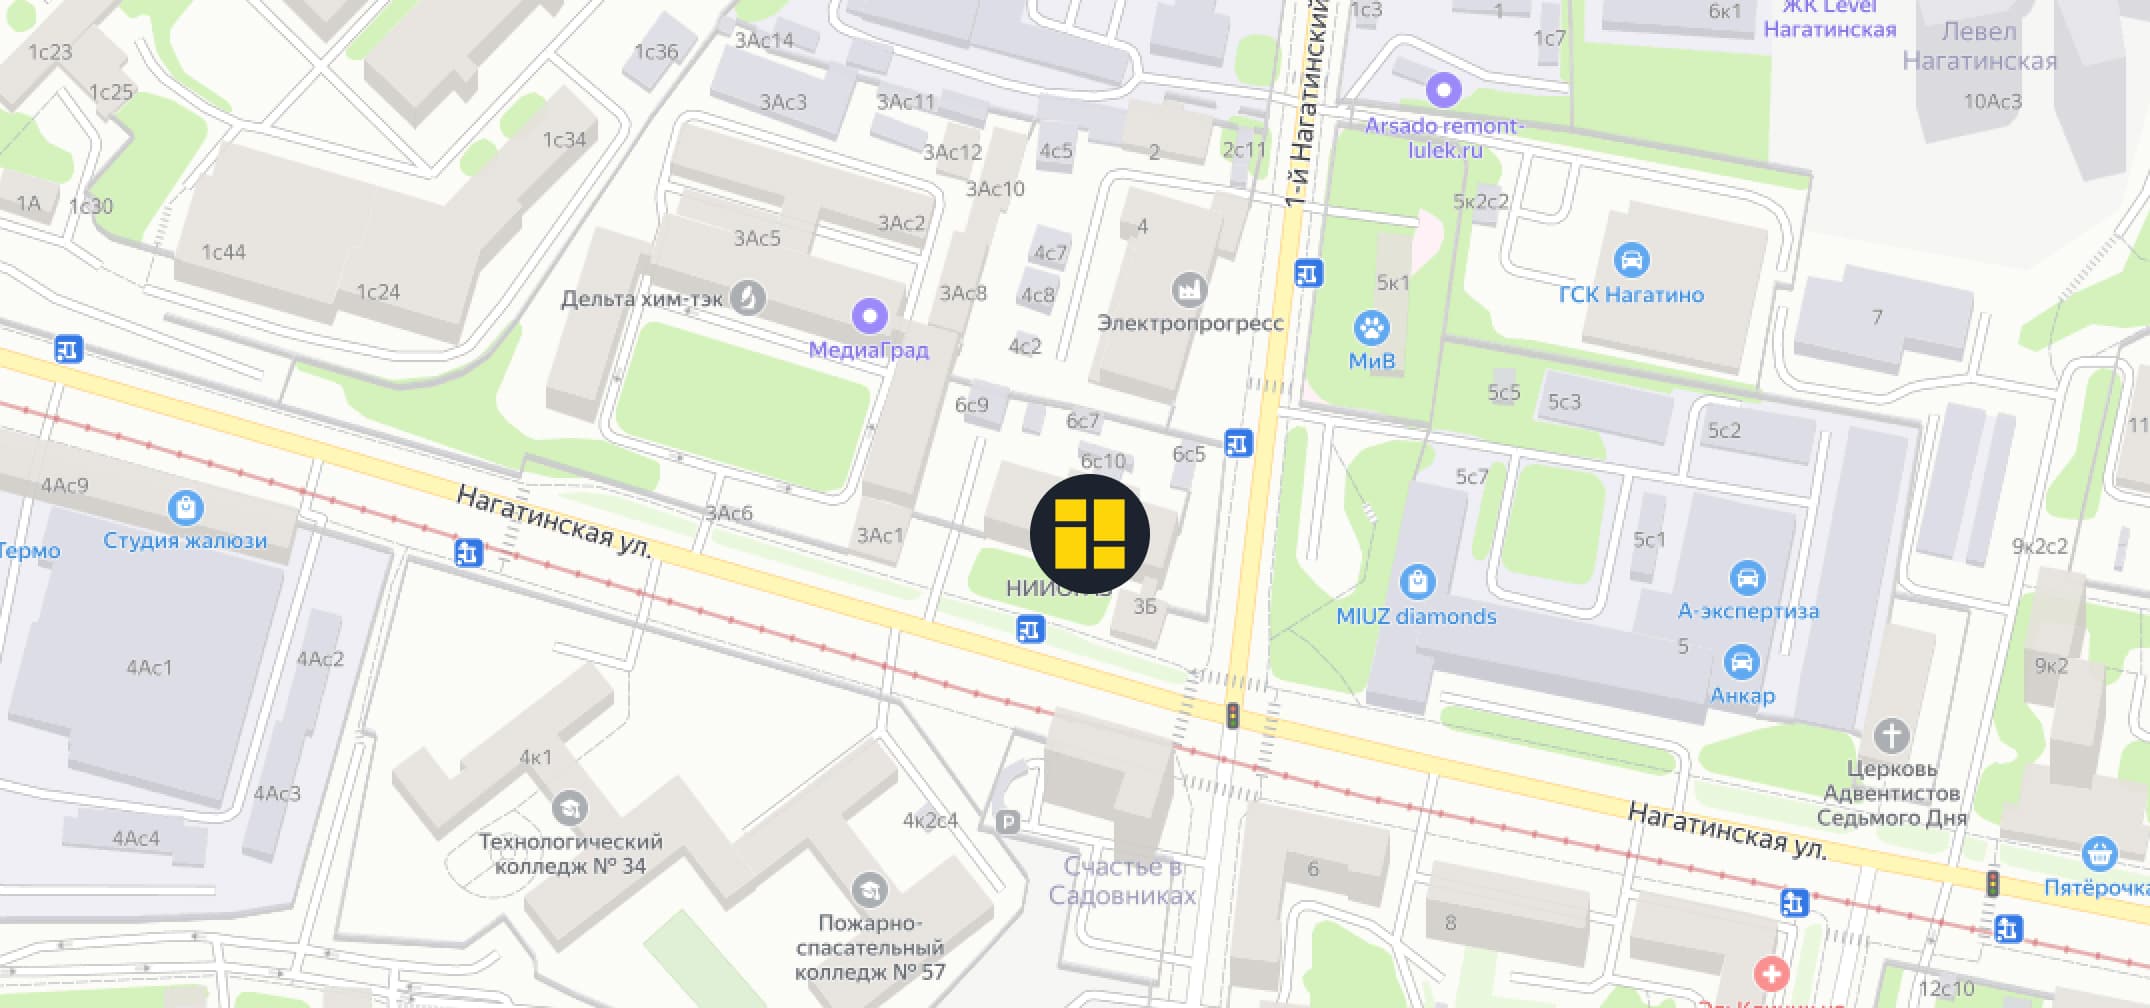 1с3
1
6к1
ЖК Level
Нагатинская
1с23
1с36
3Ас14
1с7
Левел
Нагатинская
1с25
3Ас3
3Ас11
10Ас3
1-й Нагатинский
1с34
3Ас12
4с5
2
2с11
Arsado-remont-
lulek.ru
1А
1с30
3Ас10
5к2с2
1с44
3Ас5
3Ас2
4
4с7
1с24
Дельта хим-тэк
3Ас8
4с8
5к1
ГСК Нагатино
Электропрогресс
7
МедиаГрад
4с2
МиВ
6с9
6с7
5с5
5с3
5с2
11
4Ас9
6с10
6с5
5с7
Нагатинская ул.
3Ас6
3Ас1
5с1
9к2с2
Термо
Студия жалюзи
3Б
MIUZ diamonds
А-экспертиза
4Ас1
4Ас2
5
9к2
Анкар
4к1
4Ас3
Церковь
Адвентистов
Седьмого Дня
4Ас4
Технологический
колледж № 34
4к2с4
P
Нагатинская ул.
Счастье в
Садовниках
6
8
Пятёрочка
Пожарно-
спасательный
колледж № 57
12с10